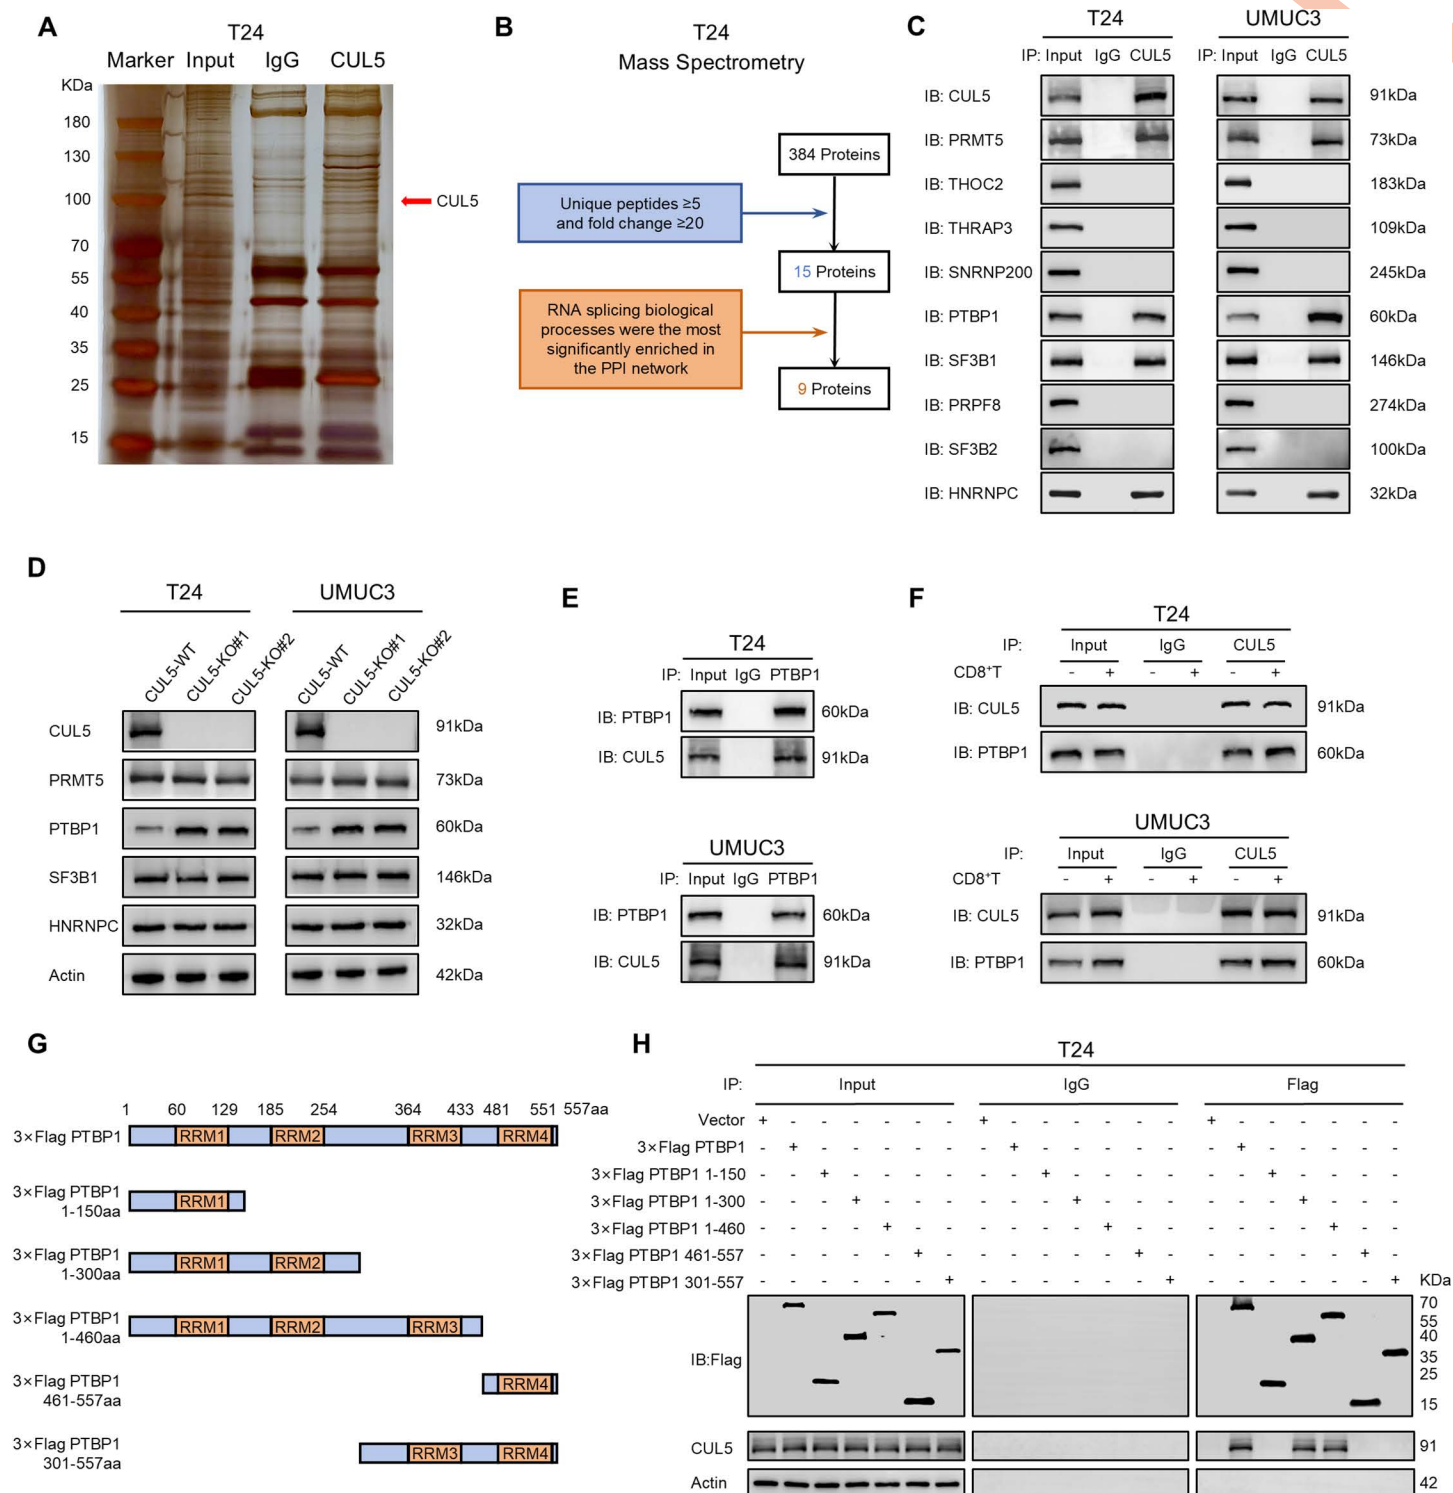 A
T24
Marker Input IgG CUL5
KDa
180
130
100
70
55
40
35
25
15
CUL5
B
T24
Mass Spectrometry
384 Proteins
Unique peptides ≥5
and fold change ≥20
15 Proteins
RNA splicing biological
processes were the most
significantly enriched in
the PPI network
9 Proteins
C
T24 UMUC3
IP: Input IgG CUL5 IP: Input IgG CUL5
IB: CUL5 91kDa
IB: PRMT5 73kDa
IB: THOC2 183kDa
IB: THRAP3 109kDa
IB: SNRNP200 245kDa
IB: PTBP1 60kDa
IB: SF3B1 146kDa
IB: PRPF8 274kDa
IB: SF3B2 100kDa
IB: HNRNPC 32kDa
D
T24 UMUC3
CUL5-WT CUL5-KO#1 CUL5-KO#2 CUL5-WT CUL5-KO#1 CUL5-KO#2
CUL5 91kDa
PRMT5 73kDa
PTBP1 60kDa
SF3B1 146kDa
HNRNPC 32kDa
Actin 42kDa
E
T24
IP: Input IgG PTBP1
IB: PTBP1 60kDa
IB: CUL5 91kDa
UMUC3
IP: Input IgG PTBP1
IB: PTBP1 60kDa
IB: CUL5 91kDa
F
T24
IP: Input IgG CUL5
CD8+T - + - + - +
IB: CUL5 91kDa
IB: PTBP1 60kDa
UMUC3
IP: Input IgG CUL5
CD8+T - + - + - +
IB: CUL5 91kDa
IB: PTBP1 60kDa
G
1 60 129 185 254 364 433 481 551 557aa
3×Flag PTBP1 RRM1 RRM2 RRM3 RRM4
3×Flag PTBP1
1-150aa
RRM1
3×Flag PTBP1
1-300aa
RRM1 RRM2
3×Flag PTBP1
1-460aa
RRM1 RRM2 RRM3
3×Flag PTBP1
461-557aa
RRM4
3×Flag PTBP1
301-557aa
RRM3 RRM4
H
T24
IP: Input IgG Flag
Vector + - - - - - - + - - - - - - + - - - - - -
3×Flag PTBP1 - + - - - - - - + - - - - - - + - - - - -
3×Flag PTBP1 1-150 - - + - - - - - - + - - - - - - + - - - -
3×Flag PTBP1 1-300 - - - + - - - - - - + - - - - - - + - - -
3×Flag PTBP1 1-460 - - - - + - - - - - - + - - - - - - + - -
3×Flag PTBP1 461-557 - - - - - + - - - - - - + - - - - - - + -
3×Flag PTBP1 301-557 - - - - - - + - - - - - - + - - - - - - + KDa
IB:Flag
70
55
40
35
25
15
CUL5 91
Actin 42